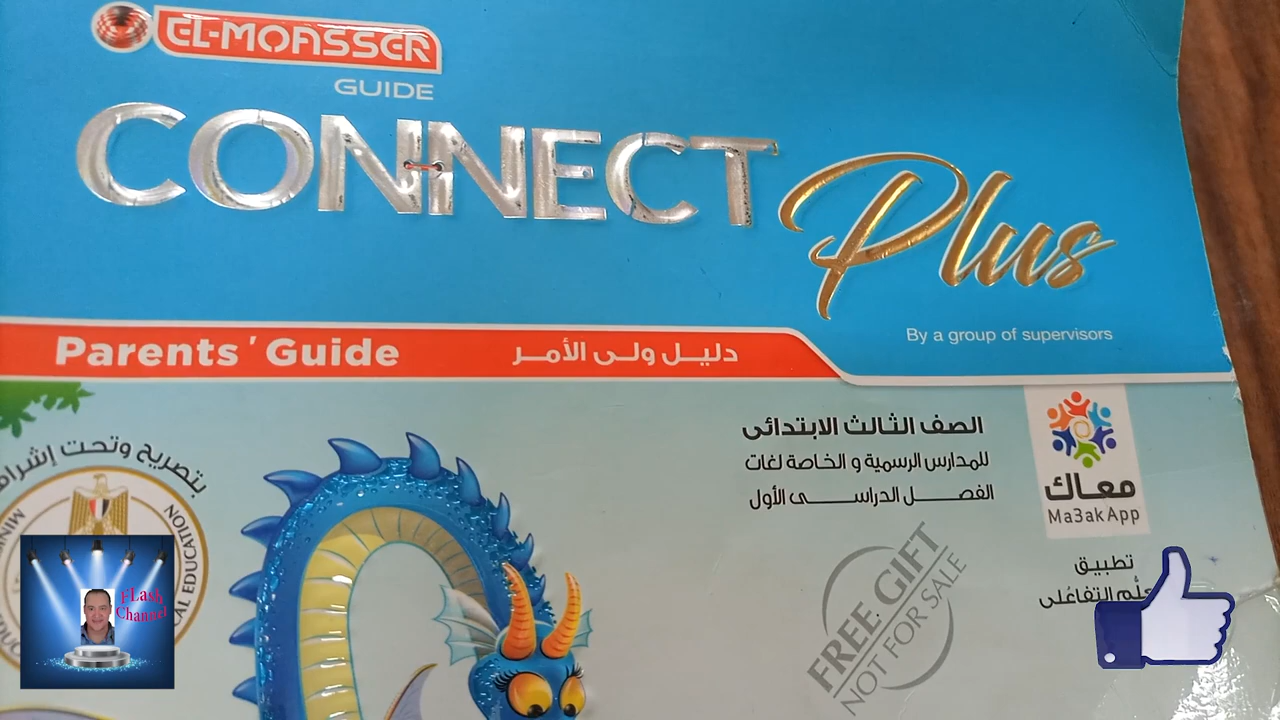 EL-MOASSER
GUIDE
CONNECT Plus
By a group of supervisors
Parents' Guide
دليل ولى الأمر
الصف الثالث الابتدائى
للمدارس الرسمية و الخاصة لغات
الفصل الدراسى الأول
معاك
Ma3akApp
تطبيق
التفاعلى
بتصريح وتحت
EDUCATION
FREE GIFT
NOT FOR SALE
FLash
Channel